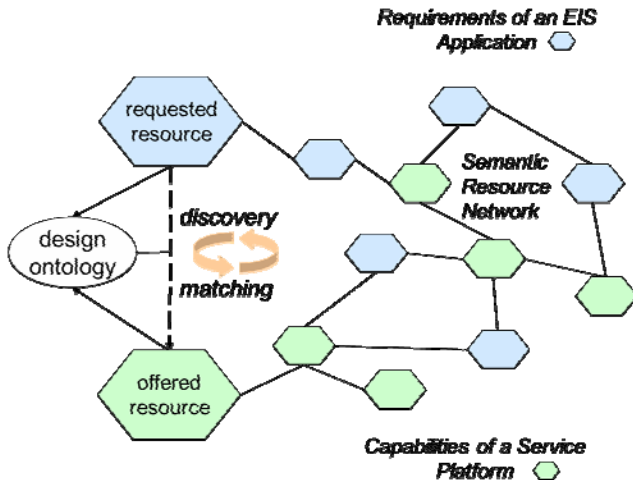 Requirements of an EIS
Application
requested
resource
Semantic
Resource
Network
discovery
design
ontology
matching
offered
resource
Capabilities of a Service
Platform